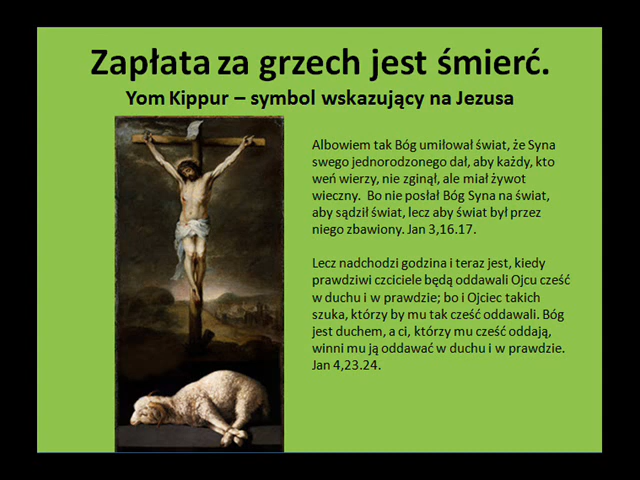 Zapłata za grzech jest śmierć.
Yom Kippur – symbol wskazujący na Jezusa
Albowiem tak Bóg umiłował świat, że Syna
swego jednorodzonego dał, aby każdy, kto
weń wierzy, nie zginął, ale miał żywot
wieczny. Bo nie posłał Bóg Syna na świat,
aby sądził świat, lecz aby świat był przez
niego zbawiony. Jan 3,16.17.
Lecz nadchodzi godzina i teraz jest, kiedy
prawdziwi czciciele będą oddawali Ojcu cześć
w duchu i w prawdzie; bo i Ojciec takich
szuka, którzy by mu tak cześć oddawali. Bóg
jest duchem, a ci, którzy mu cześć oddają,
winni mu ją oddawać w duchu i w prawdzie.
Jan 4,23.24.